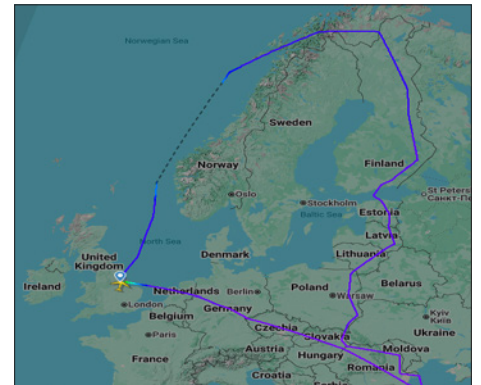 Norwegian Sea
Sweden
Norway
Finland
Oslo
Stockholm
St Peters
Санкт-П
Estonia
Baltic Sea
Latvia
North Sea
Denmark
Lithuania
United
Kingdom
Ireland
Netherlands
Berlin
Poland
Warsaw
Belarus
London
Belgium
Germany
Kyiv
Київ
Paris
Czechia
Ukraine
Slovakia
France
Austria
Hungary
Moldova
Croatia
Romania